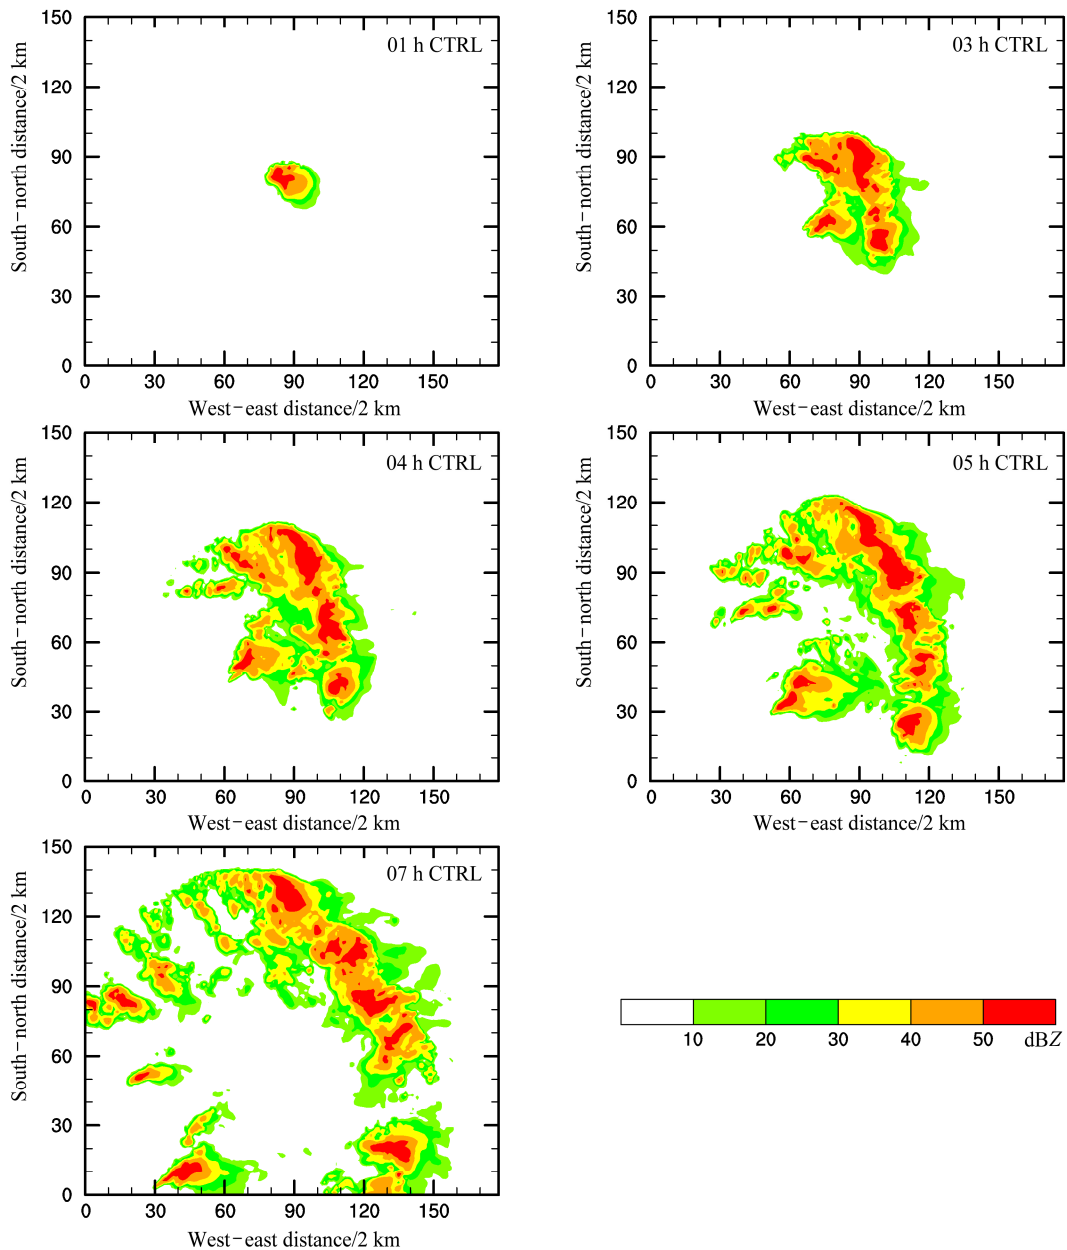 01 h CTRL
South-north distance/2 km
150
120
90
60
30
0
0 30 60 90 120 150
West-east distance/2 km
03 h CTRL
South-north distance/2 km
150
120
90
60
30
0
0 30 60 90 120 150
West-east distance/2 km
04 h CTRL
South-north distance/2 km
150
120
90
60
30
0
0 30 60 90 120 150
West-east distance/2 km
05 h CTRL
South-north distance/2 km
150
120
90
60
30
0
0 30 60 90 120 150
West-east distance/2 km
07 h CTRL
South-north distance/2 km
150
120
90
60
30
0
0 30 60 90 120 150
West-east distance/2 km
10 20 30 40 50 dBZ